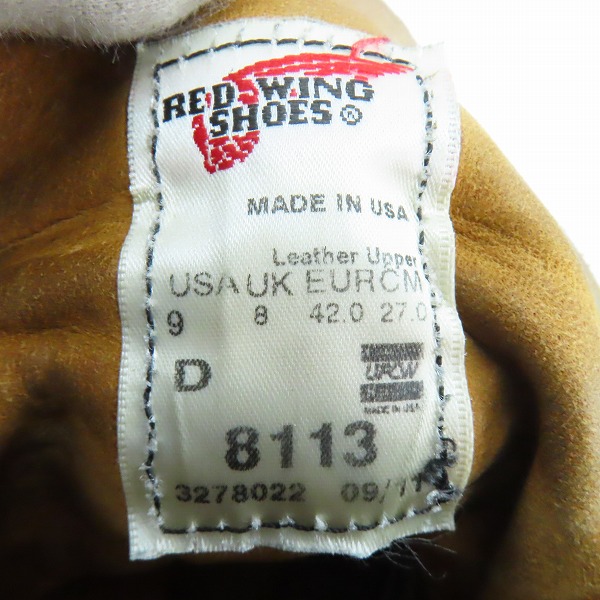 RED WING
SHOES ®
MADE IN USA
Leather Upper
USA UK EUR CM
9 8 42.0 27.0
D
UFCW
MADE IN USA
8113
3278022 09/11